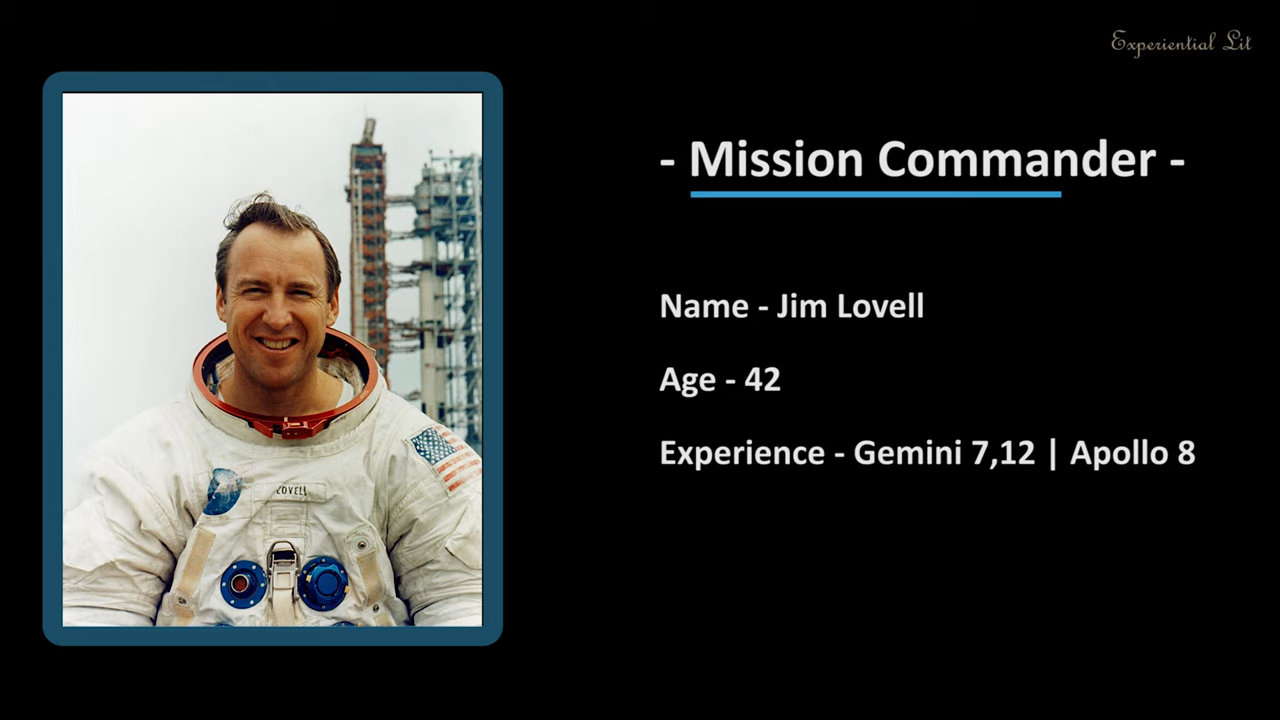 Experiential Lit
- Mission Commander -
Name - Jim Lovell
Age - 42
Experience - Gemini 7,12 | Apollo 8
LOVELL